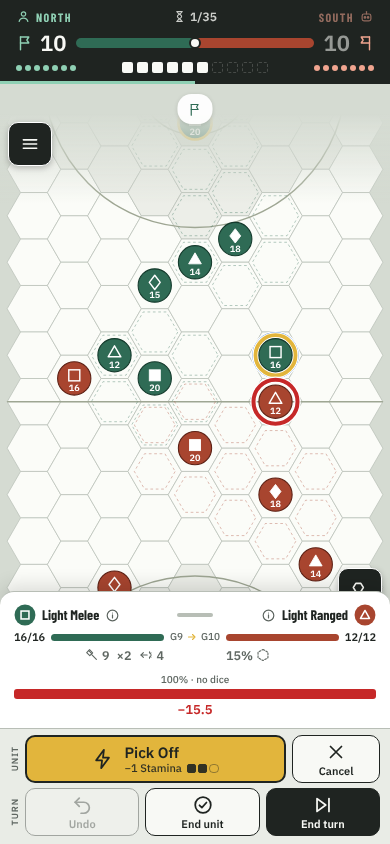 NORTH
1/35
SOUTH
10
10
20
18
14
15
16
12
16
20
12
20
18
14
Light Melee
Light Ranged
16/16
G9 → G10
12/12
9 ×2 4
15%
100% · no dice
−15.5
UNIT
Pick Off
−1 Stamina
Cancel
TURN
Undo
End unit
End turn